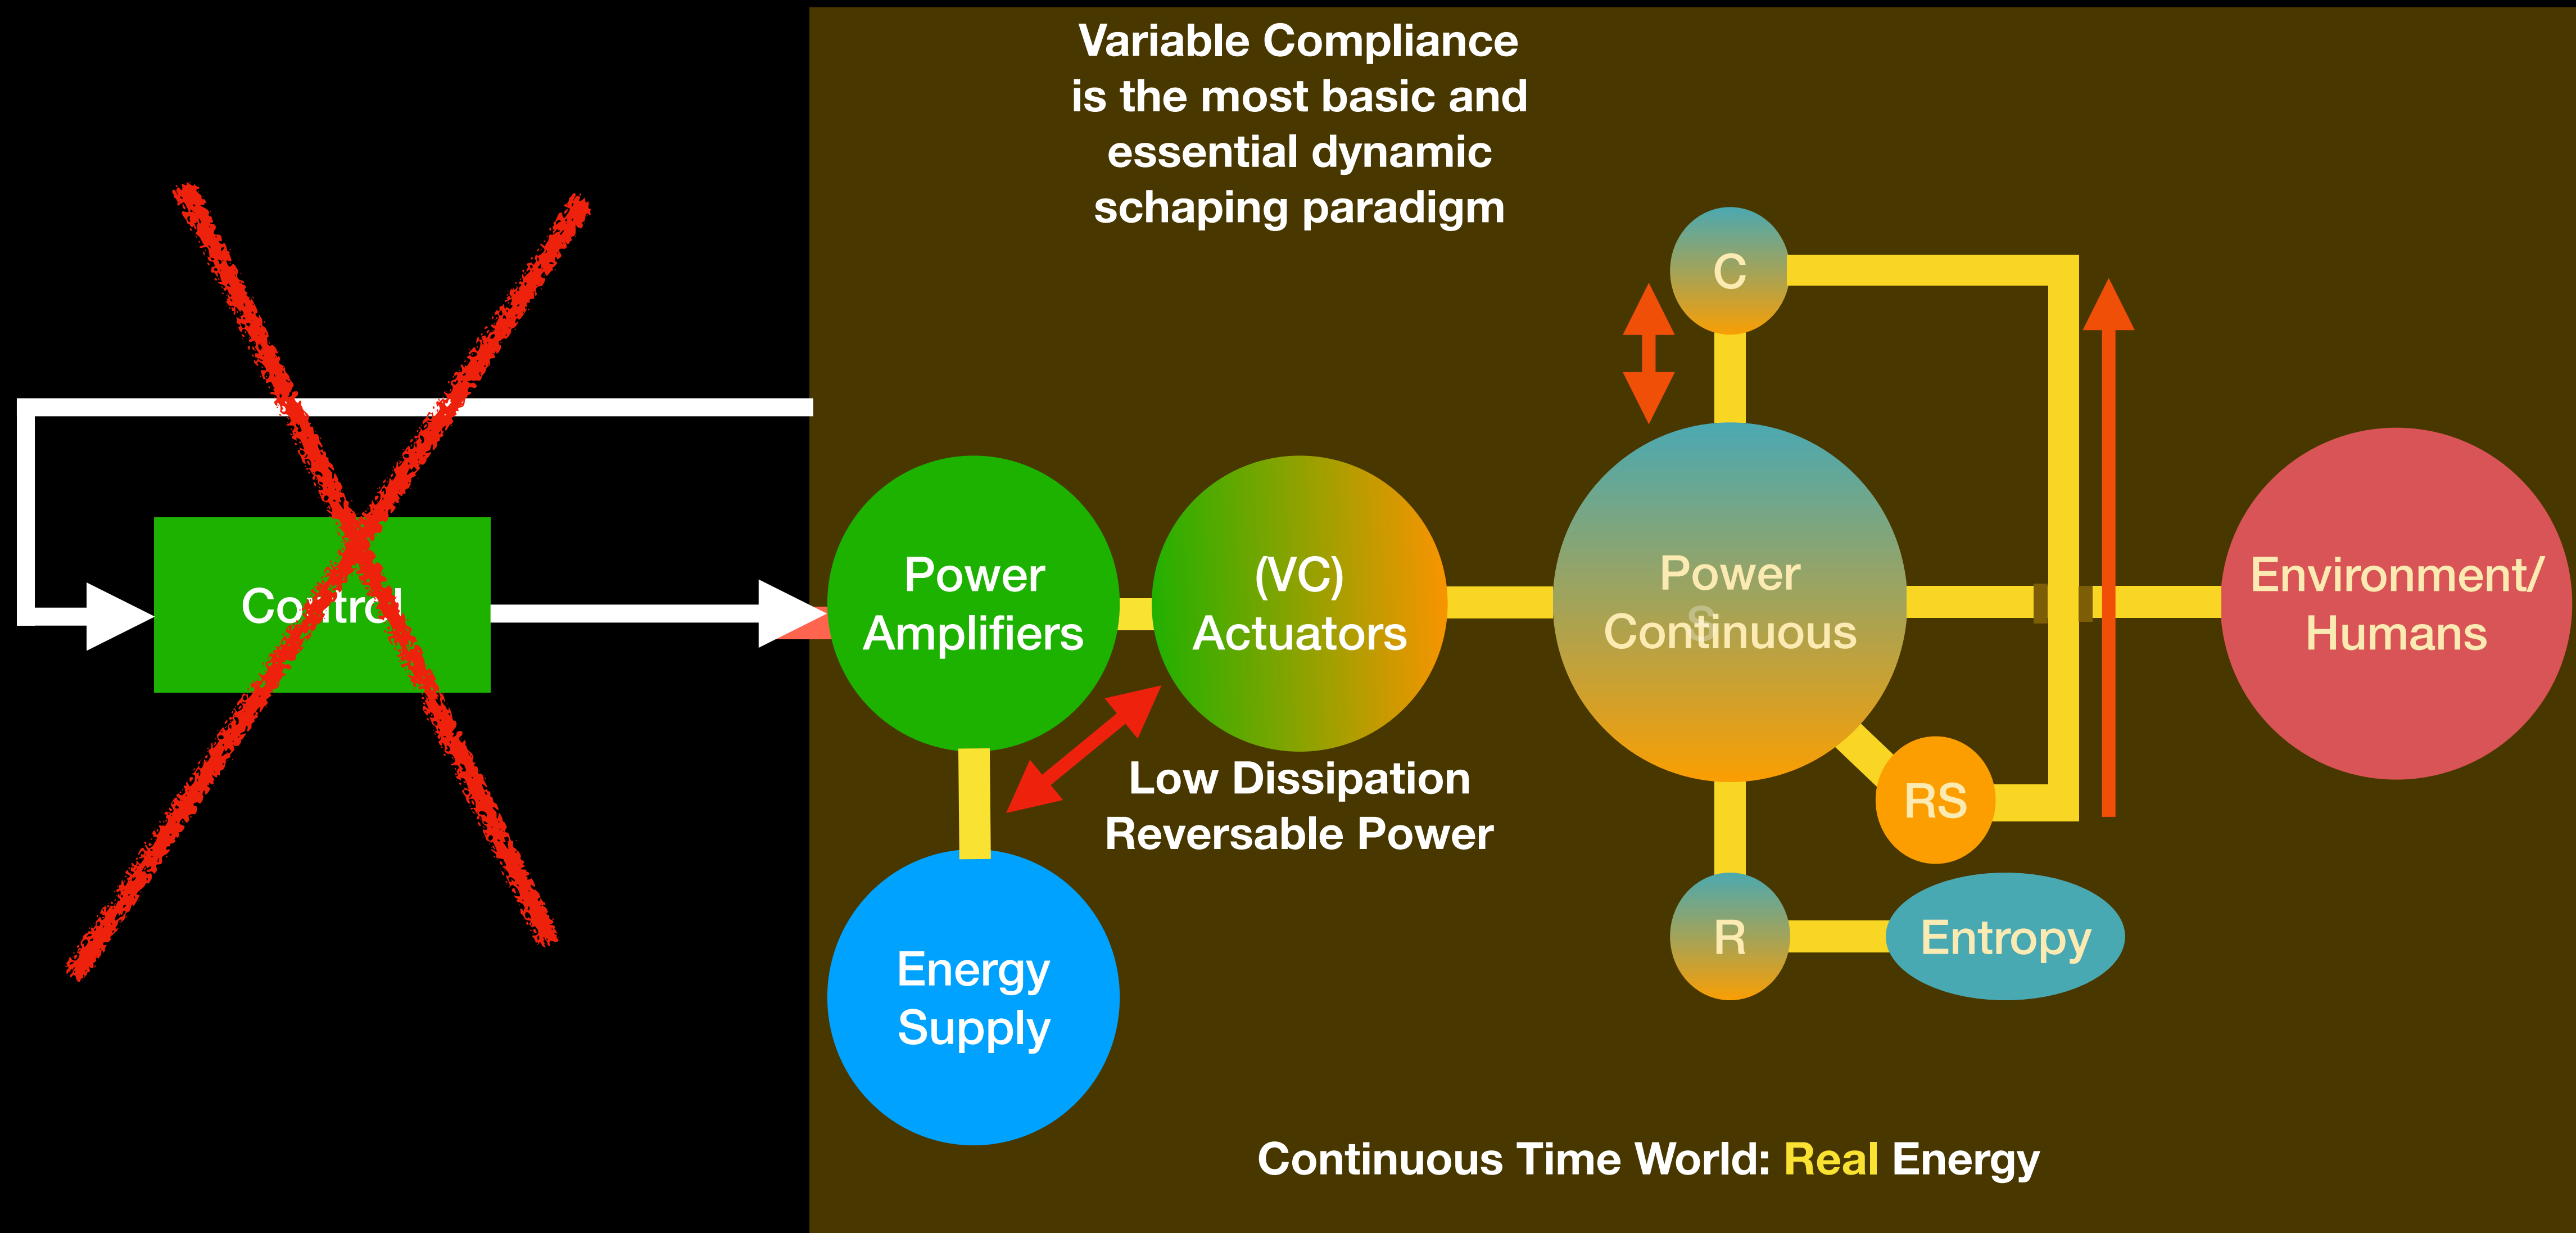 Variable Compliance
is the most basic and
essential dynamic
schaping paradigm
C
Control
Power
Amplifiers
(VC)
Actuators
Power
S
Continuous
Environment/
Humans
Low Dissipation
Reversable Power
RS
R
Entropy
Energy
Supply
Continuous Time World: Real Energy